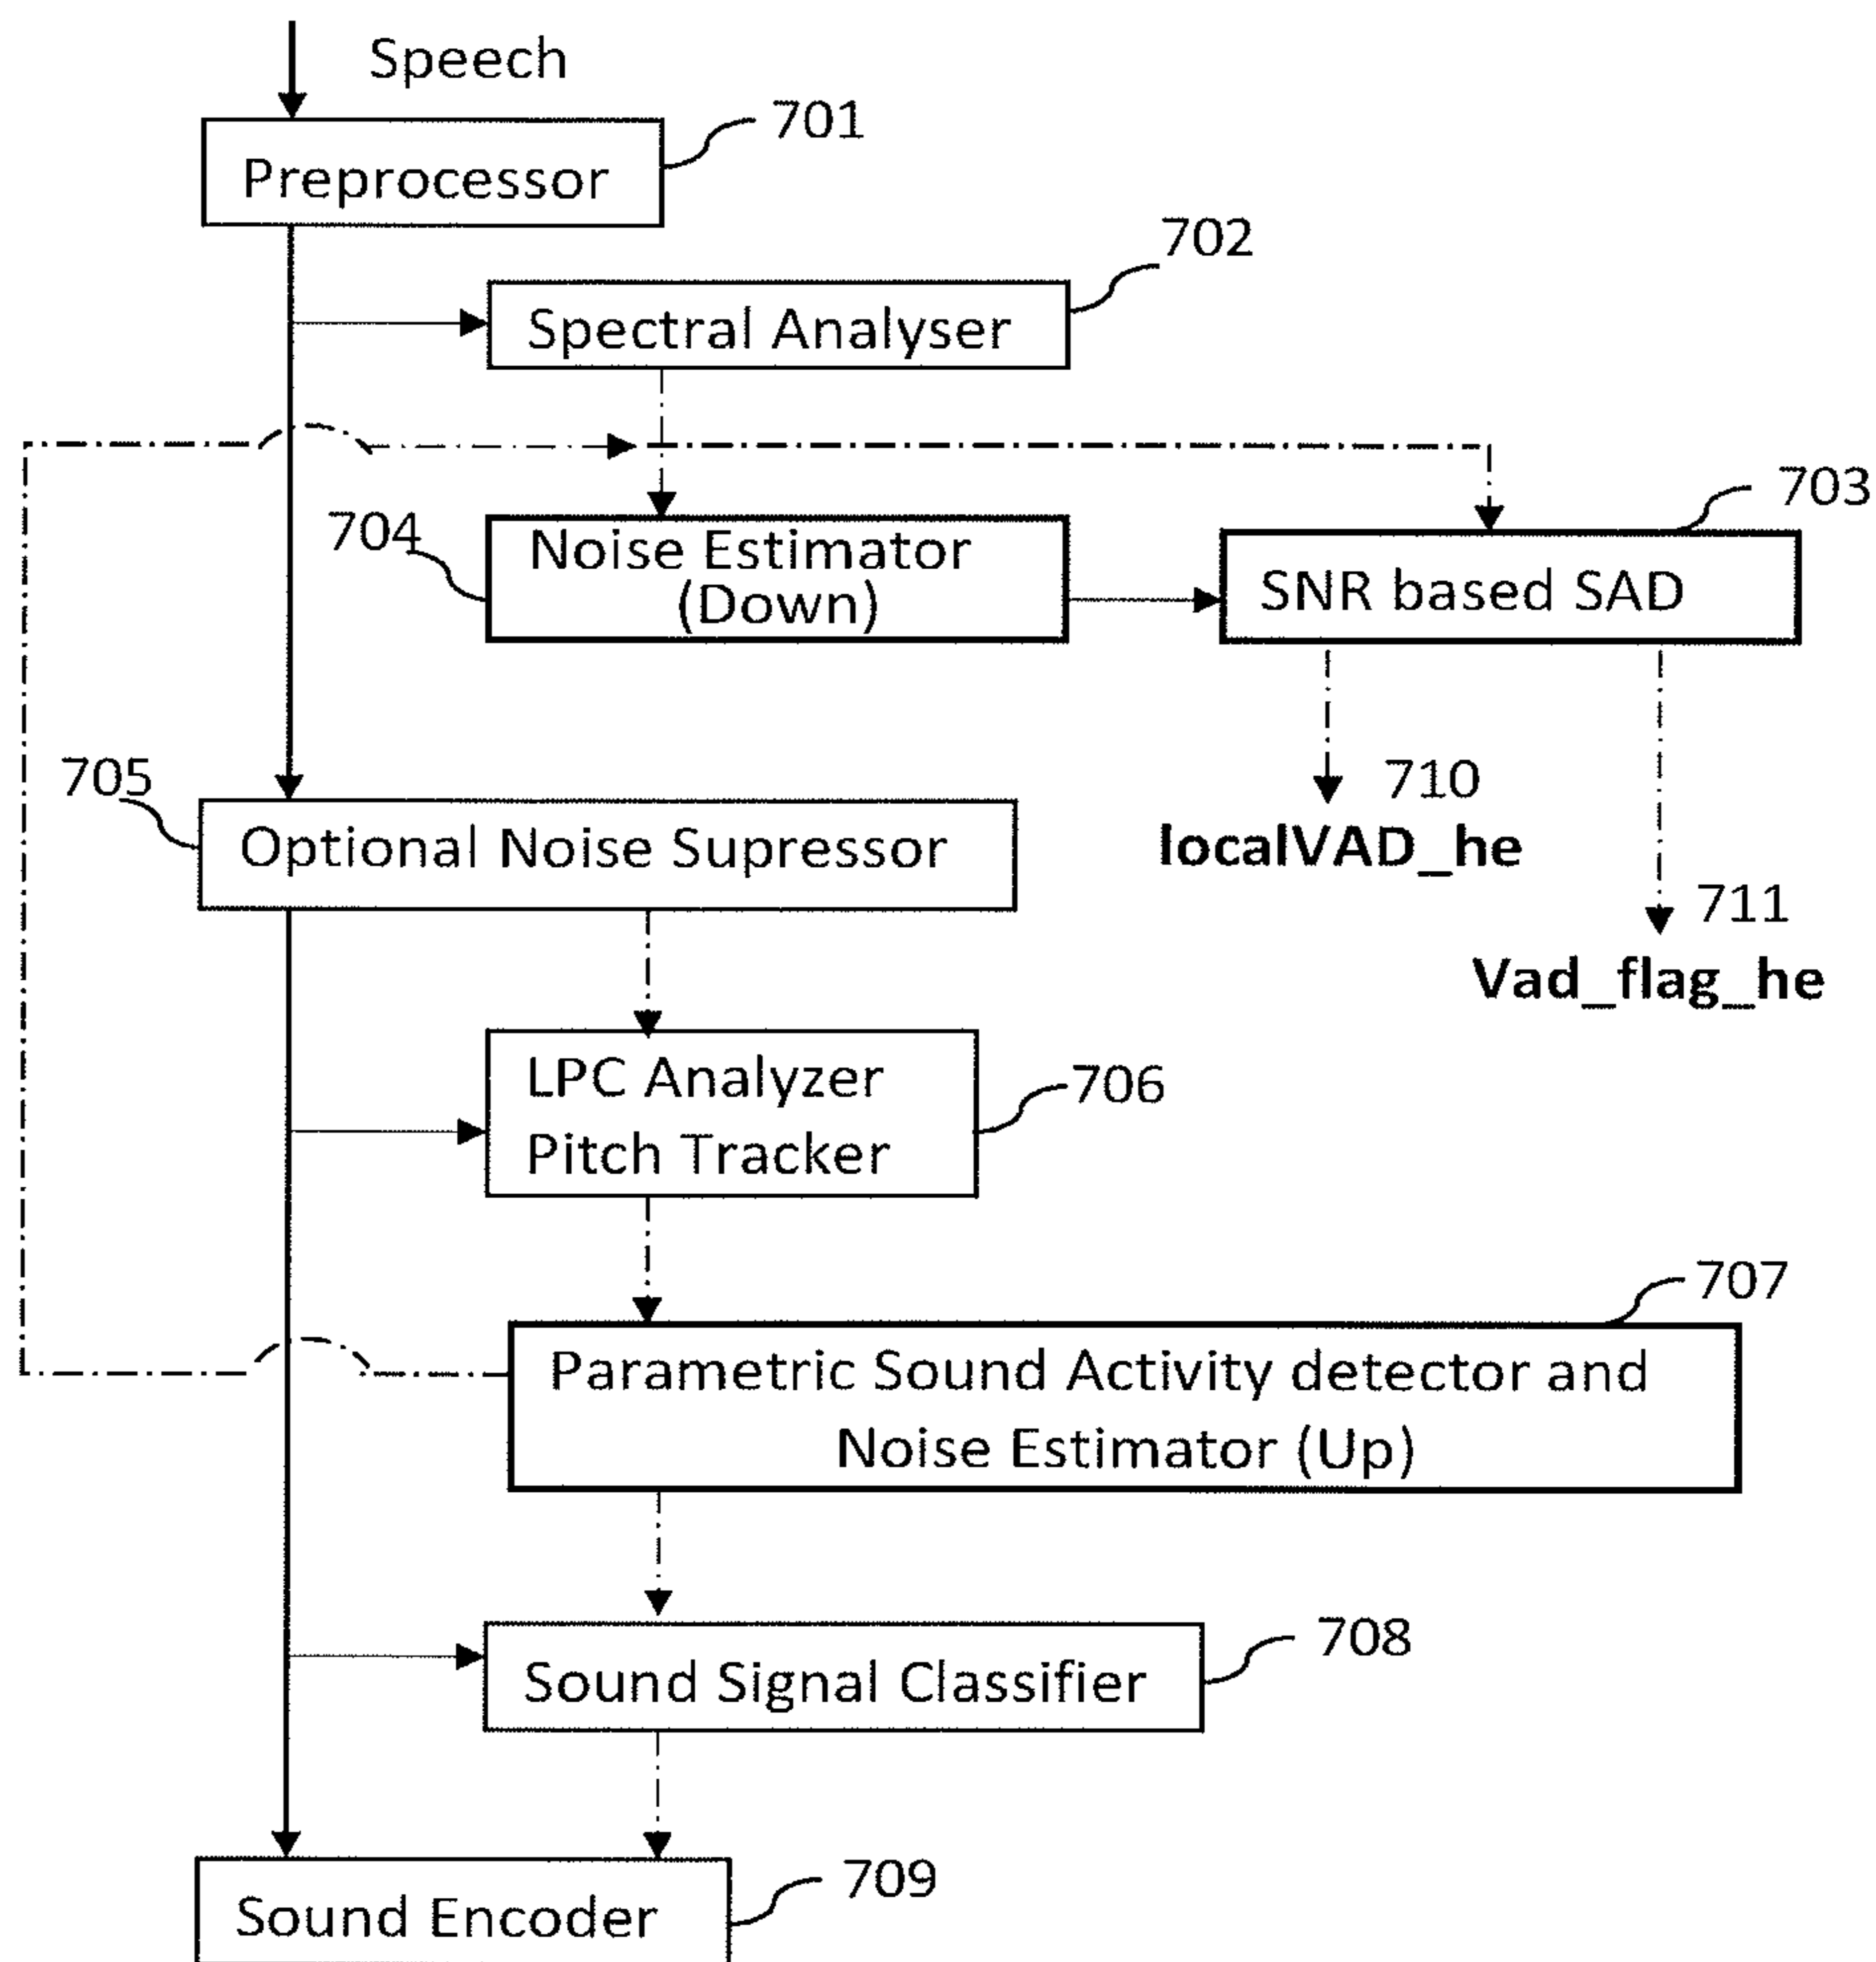 Speech
701
Preprocessor
702
Spectral Analyser
703
704
Noise Estimator
(Down)
SNR based SAD
705
710
Optional Noise Supressor
localVAD_he
711
Vad_flag_he
LPC Analyzer
706
Pitch Tracker
707
Parametric Sound Activity detector and
Noise Estimator (Up)
708
Sound Signal Classifier
709
Sound Encoder